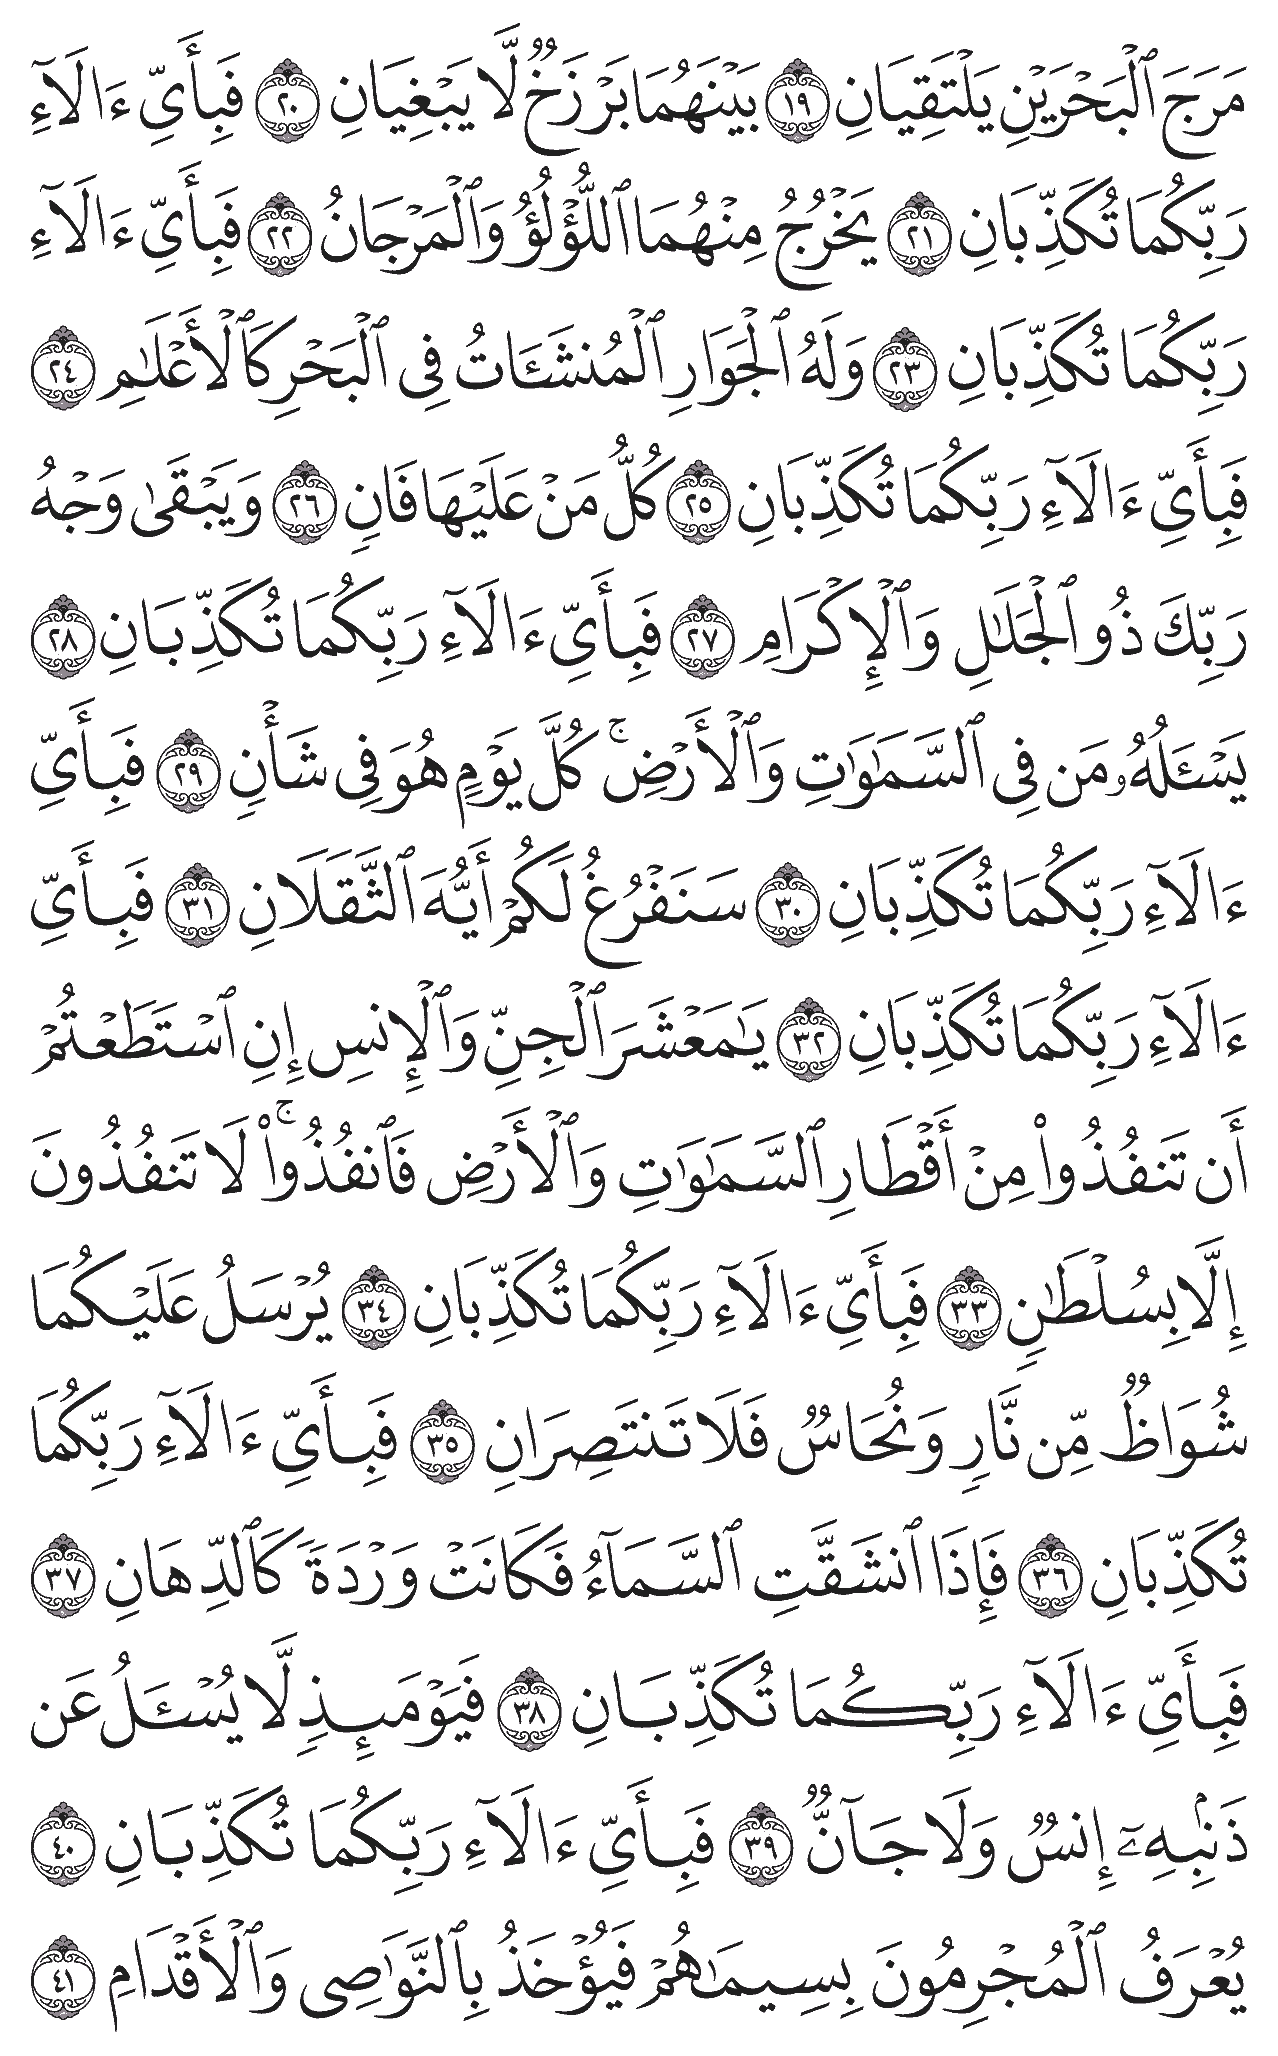 مَرَجَ ٱلۡبَحۡرَيۡنِ يَلۡتَقِيَانِ ١٩ بَيۡنَهُمَا بَرۡزَخٞ لَّا يَبۡغِيَانِ ٢٠ فَبِأَيِّ ءَالَآءِ
رَبِّكُمَا تُكَذِّبَانِ ٢١ يَخۡرُجُ مِنۡهُمَا ٱللُّؤۡلُؤُ وَٱلۡمَرۡجَانُ ٢٢ فَبِأَيِّ ءَالَآءِ
رَبِّكُمَا تُكَذِّبَانِ ٢٣ وَلَهُ ٱلۡجَوَارِ ٱلۡمُنشَـَٔاتُ فِي ٱلۡبَحۡرِ كَٱلۡأَعۡلَٰمِ ٢٤
فَبِأَيِّ ءَالَآءِ رَبِّكُمَا تُكَذِّبَانِ ٢٥ كُلُّ مَنۡ عَلَيۡهَا فَانٖ ٢٦ وَيَبۡقَىٰ وَجۡهُ
رَبِّكَ ذُو ٱلۡجَلَٰلِ وَٱلۡإِكۡرَامِ ٢٧ فَبِأَيِّ ءَالَآءِ رَبِّكُمَا تُكَذِّبَانِ ٢٨
يَسۡـَٔلُهُۥ مَن فِي ٱلسَّمَٰوَٰتِ وَٱلۡأَرۡضِۚ كُلَّ يَوۡمٍ هُوَ فِي شَأۡنٖ ٢٩ فَبِأَيِّ
ءَالَآءِ رَبِّكُمَا تُكَذِّبَانِ ٣٠ سَنَفۡرُغُ لَكُمۡ أَيُّهَ ٱلثَّقَلَانِ ٣١ فَبِأَيِّ
ءَالَآءِ رَبِّكُمَا تُكَذِّبَانِ ٣٢ يَٰمَعۡشَرَ ٱلۡجِنِّ وَٱلۡإِنسِ إِنِ ٱسۡتَطَعۡتُمۡ
أَن تَنفُذُواْ مِنۡ أَقۡطَارِ ٱلسَّمَٰوَٰتِ وَٱلۡأَرۡضِ فَٱنفُذُواْۚ لَا تَنفُذُونَ
إِلَّا بِسُلۡطَٰنٖ ٣٣ فَبِأَيِّ ءَالَآءِ رَبِّكُمَا تُكَذِّبَانِ ٣٤ يُرۡسَلُ عَلَيۡكُمَا
شُوَاظٞ مِّن نَّارٖ وَنُحَاسٞ فَلَا تَنتَصِرَانِ ٣٥ فَبِأَيِّ ءَالَآءِ رَبِّكُمَا
تُكَذِّبَانِ ٣٦ فَإِذَا ٱنشَقَّتِ ٱلسَّمَآءُ فَكَانَتۡ وَرۡدَةٗ كَٱلدِّهَانِ ٣٧
فَبِأَيِّ ءَالَآءِ رَبِّكُمَا تُكَذِّبَانِ ٣٨ فَيَوۡمَئِذٖ لَّا يُسۡـَٔلُ عَن
ذَنۢبِهِۦٓ إِنسٞ وَلَا جَآنّٞ ٣٩ فَبِأَيِّ ءَالَآءِ رَبِّكُمَا تُكَذِّبَانِ ٤٠
يُعۡرَفُ ٱلۡمُجۡرِمُونَ بِسِيمَٰهُمۡ فَيُؤۡخَذُ بِٱلنَّوَٰصِي وَٱلۡأَقۡدَامِ ٤١